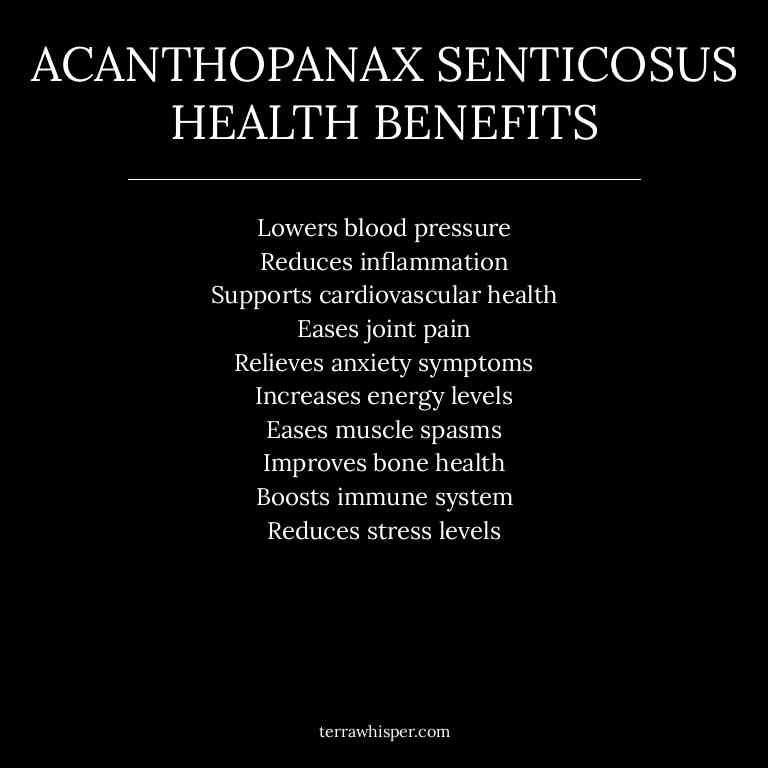 ACANTHOPANAX SENTICOSUS
HEALTH BENEFITS
Lowers blood pressure
Reduces inflammation
Supports cardiovascular health
Eases joint pain
Relieves anxiety symptoms
Increases energy levels
Eases muscle spasms
Improves bone health
Boosts immune system
Reduces stress levels
terrawhisper.com